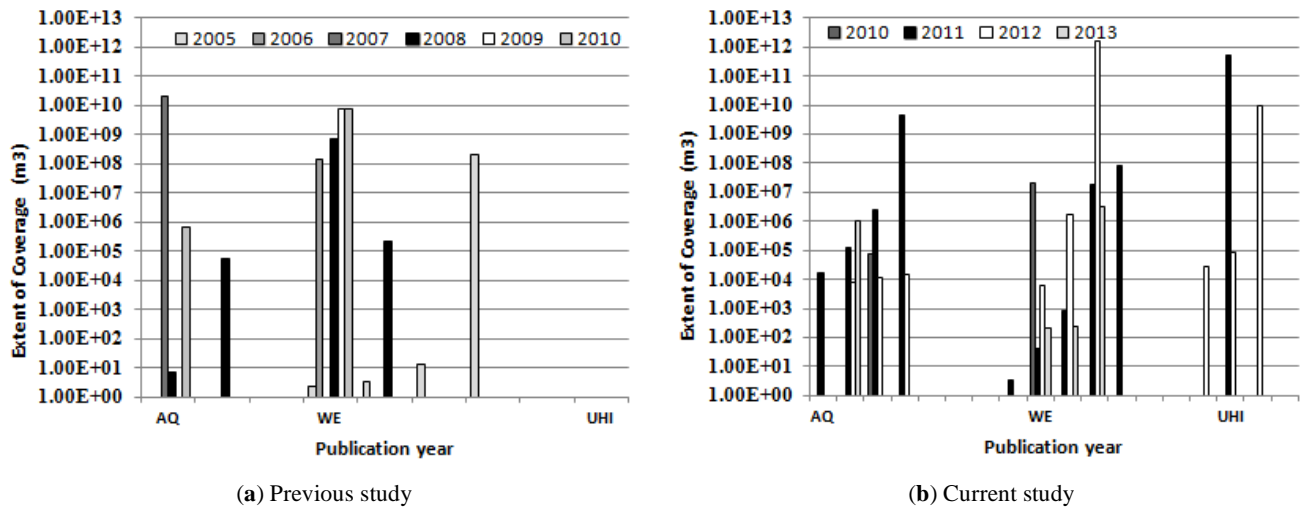 1.00E+13
1.00E+12
1.00E+11
1.00E+10
1.00E+09
1.00E+08
1.00E+07
1.00E+06
1.00E+05
1.00E+04
1.00E+03
1.00E+02
1.00E+01
1.00E+00
Extent of Coverage (m3)
2005 2006 2007 2008 2009 2010
AQ WE UHI
Publication year
(a) Previous study
1.00E+13
1.00E+12
1.00E+11
1.00E+10
1.00E+09
1.00E+08
1.00E+07
1.00E+06
1.00E+05
1.00E+04
1.00E+03
1.00E+02
1.00E+01
1.00E+00
Extent of Coverage (m3)
2010 2011 2012 2013
AQ WE UHI
Publication year
(b) Current study